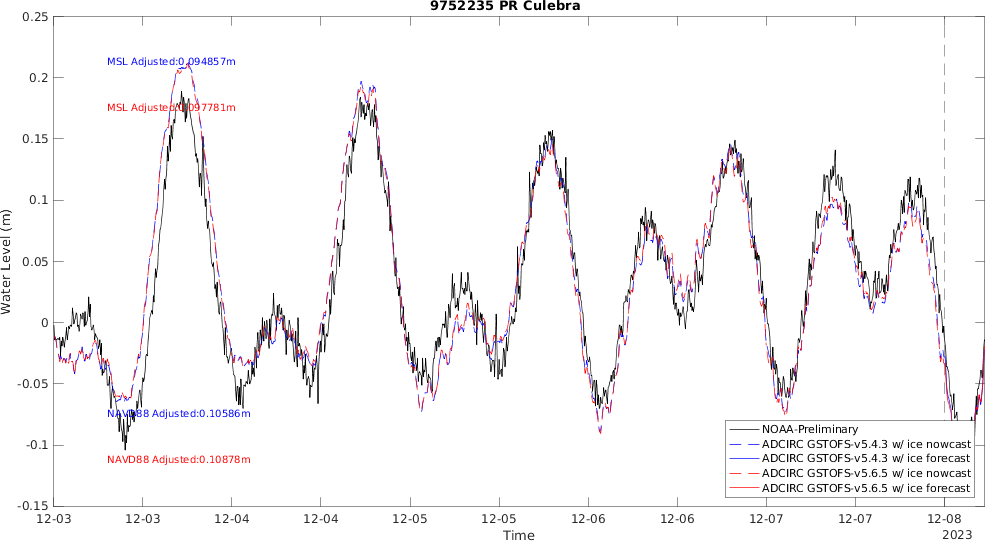 9752235 PR Culebra
0.25
0.2
0.15
0.1
0.05
0
-0.05
-0.1
-0.15
Water Level (m)
MSL Adjusted:0.094857m
MSL Adjusted:0.097781m
NAVD88 Adjusted:0.10586m
NAVD88 Adjusted:0.10878m
NOAA-Preliminary
ADCIRC GSTOFS-v5.4.3 w/ ice nowcast
ADCIRC GSTOFS-v5.4.3 w/ ice forecast
ADCIRC GSTOFS-v5.6.5 w/ ice nowcast
ADCIRC GSTOFS-v5.6.5 w/ ice forecast
12-03 12-03 12-04 12-04 12-05 12-05 12-06 12-06 12-07 12-07 12-08
Time 2023